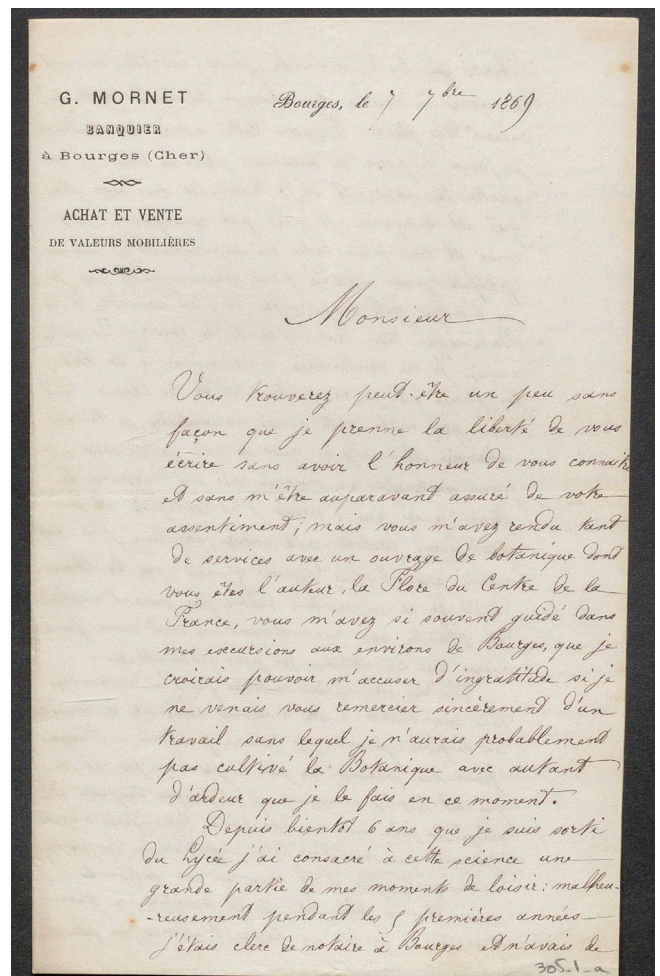 G. MORNET
BANQUIER
à Bourges (Cher)
ACHAT ET VENTE
DE VALEURS MOBILIÈRES
Bourges, le 7 7bre 1869
Monsieur
Vous trouverez peut-être un peu sans
façon que je prenne la liberté de vous
écrire sans avoir l'honneur de vous connaitre
et sans m'être auparavant assuré de votre
assentiment; mais vous m'avez rendu tant
de services avec un ouvrage de botanique dont
vous êtes l'auteur, la Flore du Centre de la
France, vous m'avez si souvent guidé dans
mes excursions aux environs de Bourges, que je
croirais pouvoir m'accuser d'ingratitude si je
ne venais vous remercier sincèrement d'un
travail sans lequel je n'aurais probablement
pas cultivé la Botanique avec autant
d'ardeur que je le fais en ce moment.
Depuis bientôt 6 ans que je suis sorti
du Lycée j'ai consacré à cette science une
grande partie de mes moments de loisir: malheu-
-reusement pendant les 5 premières années
j'étais clerc de notaire à Bourges et n'avais de
305-1-a